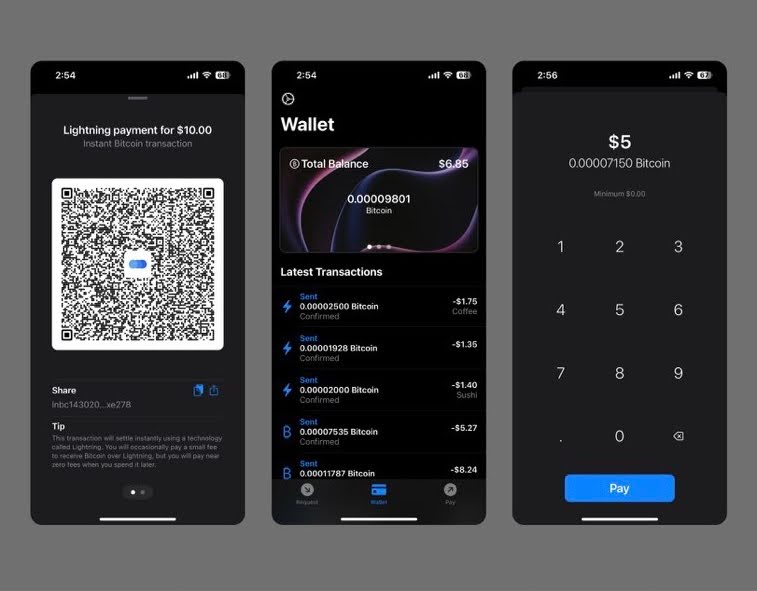 2:54
68
Lightning payment for $10.00
Instant Bitcoin transaction
Share
lnbc143020...xe278
Tip
This transaction will settle instantly using a technology
called Lightning. You will occasionally pay a small fee
to receive Bitcoin over Lightning, but you will pay near
zero fees when you spend it later.
2:54
68
Wallet
Total Balance
$6.85
0.00009801
Bitcoin
Latest Transactions
Sent
0.00002500 Bitcoin
-$1.75
Confirmed
Coffee
Sent
0.00001928 Bitcoin
-$1.35
Confirmed
Sent
0.00002000 Bitcoin
-$1.40
Confirmed
Sushi
Sent
0.00007535 Bitcoin
-$5.27
Confirmed
Sent
0.00011787 Bitcoin
-$8.24
Request
Wallet
Pay
2:56
67
$5
0.00007150 Bitcoin
Minimum $0.00
1 2 3
4 5 6
7 8 9
. 0
Pay